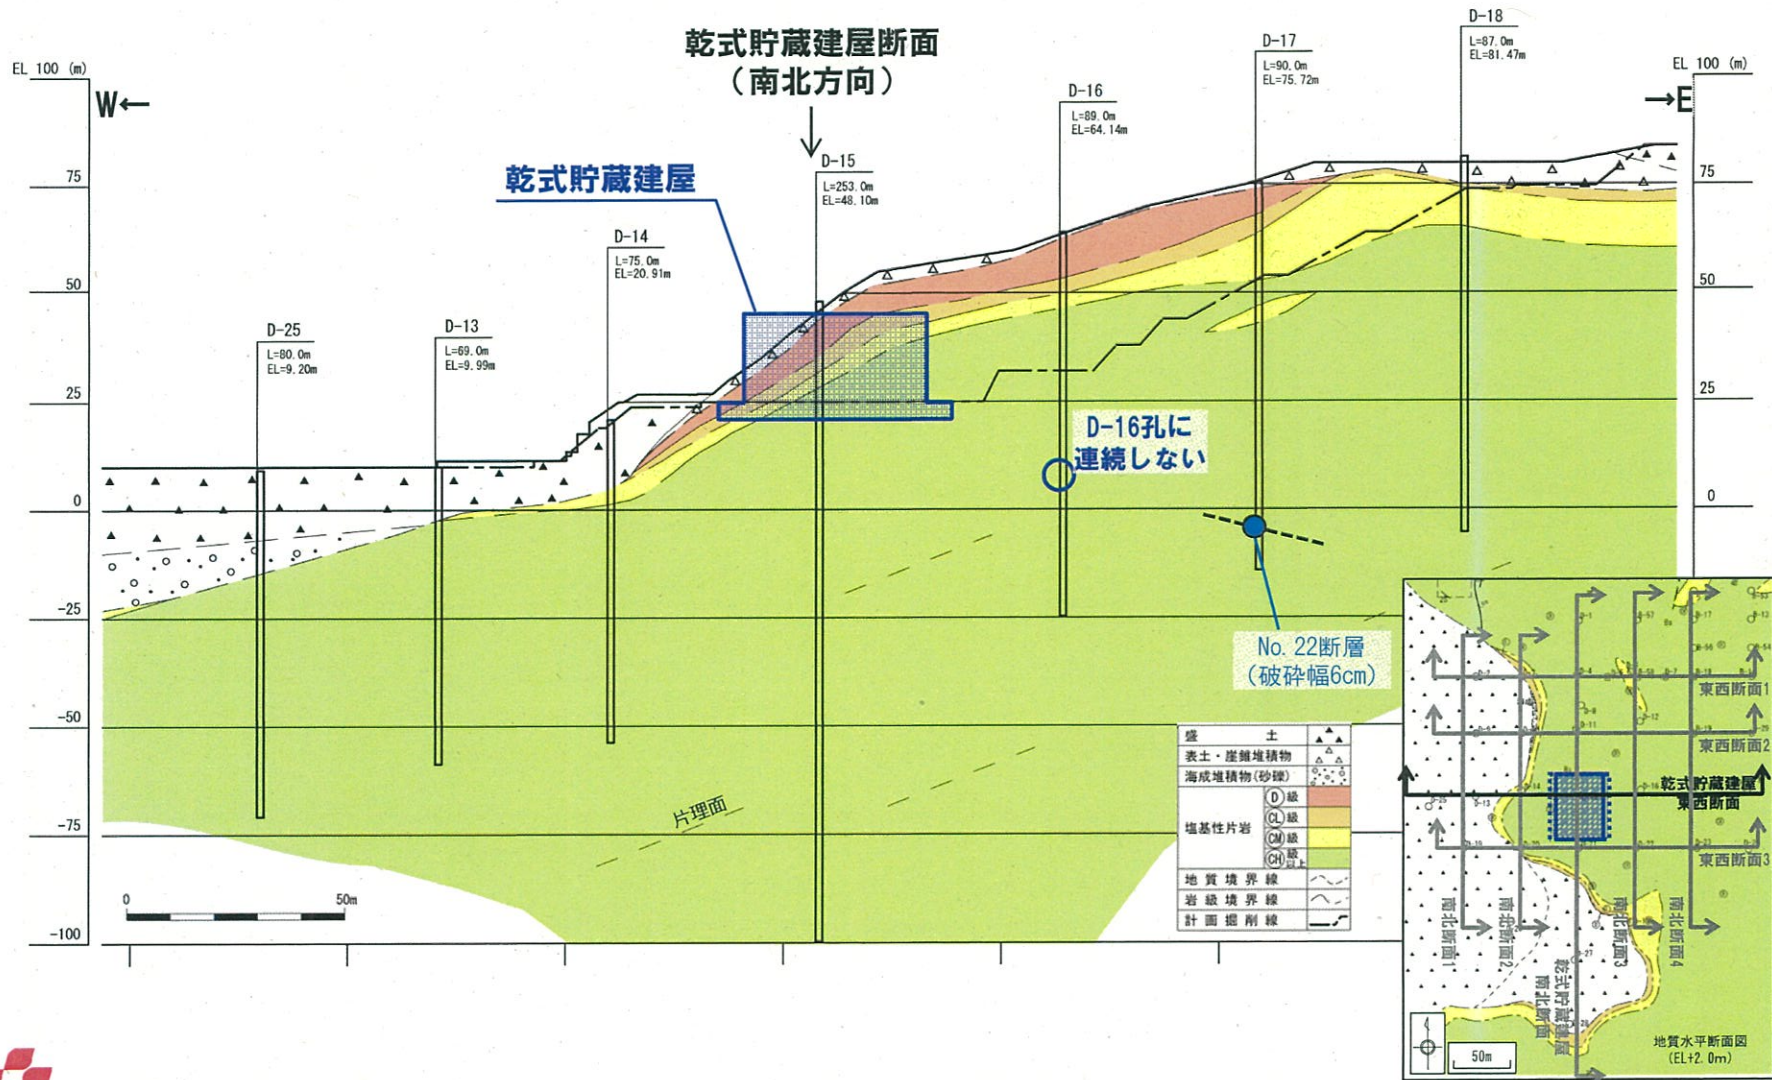 乾式貯蔵建屋断面
（南北方向）
EL 100 (m)
W←
→E
EL 100 (m)
乾式貯蔵建屋
D-25
L=80.0m
EL=9.20m
D-13
L=69.0m
EL=9.99m
D-14
L=75.0m
EL=20.91m
D-15
L=253.0m
EL=48.10m
D-16
L=89.0m
EL=64.14m
D-17
L=90.0m
EL=75.72m
D-18
L=87.0m
EL=81.47m
75
50
25
0
-25
-50
-75
-100
75
50
25
0
D-16孔に
連続しない
No. 22断層
（破砕幅6cm）
片理面
0
50m
盛土
表土・崖錐堆積物
海成堆積物(砂礫)
塩基性片岩
D級
CL級
CM級
CH級以上
地質境界線
岩級境界線
計画掘削線
東西断面1
東西断面2
乾式貯蔵建屋
東西断面
東西断面3
南北断面1
南北断面2
乾式貯蔵建屋
南北断面
南北断面3
南北断面4
50m
地質水平断面図
(EL+2.0m)